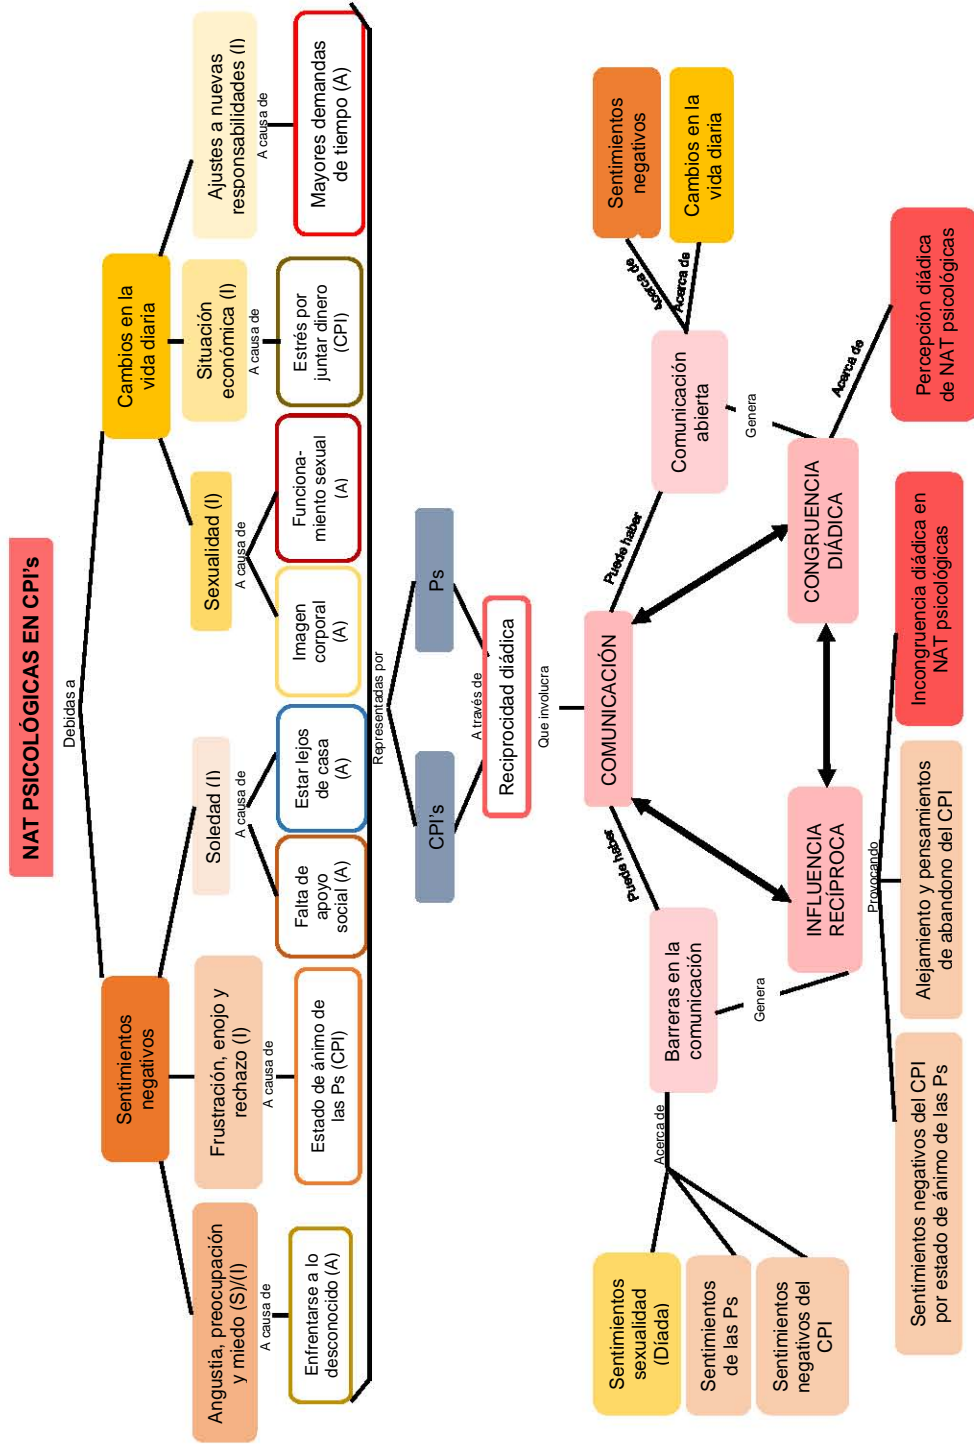 NAT PSICOLÓGICAS EN CPI's
Debidas a
Sentimientos
negativos
Cambios en la
vida diaria
Angustia, preocupación
y miedo (S)/(I)
Frustración, enojo y
rechazo (I)
Soledad (I)
Sexualidad (I)
Situación
económica (I)
Ajustes a nuevas
responsabilidades (I)
A causa de
A causa de
A causa de
A causa de
A causa de
A causa de
Enfrentarse a lo
desconocido (A)
Estado de ánimo de
las Ps (CPI)
Falta de
apoyo
social (A)
Estar lejos
de casa
(A)
Imagen
corporal
(A)
Funciona-
miento sexual
(A)
Estrés por
juntar dinero
(CPI)
Mayores demandas
de tiempo (A)
Representadas por
CPI's
Ps
A través de
Reciprocidad diádica
Que involucra
COMUNICACIÓN
Puede haber
Puede haber
Barreras en la
comunicación
Comunicación
abierta
Acerca de
Sentimientos
sexualidad
(Díada)
Sentimientos
de las Ps
Sentimientos
negativos del
CPI
Acerca de
Acerca de
Sentimientos
negativos
Cambios en la
vida diaria
Genera
Genera
INFLUENCIA
RECÍPROCA
CONGRUENCIA
DIÁDICA
Provocando
Acerca de
Sentimientos negativos del CPI
por estado de ánimo de las Ps
Alejamiento y pensamientos
de abandono del CPI
Incongruencia diádica en
NAT psicológicas
Percepción diádica
de NAT psicológicas